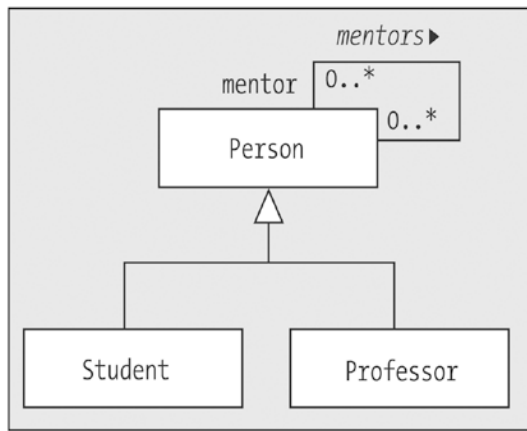 mentors▶
mentor 0..*
0..*
Person
Student Professor